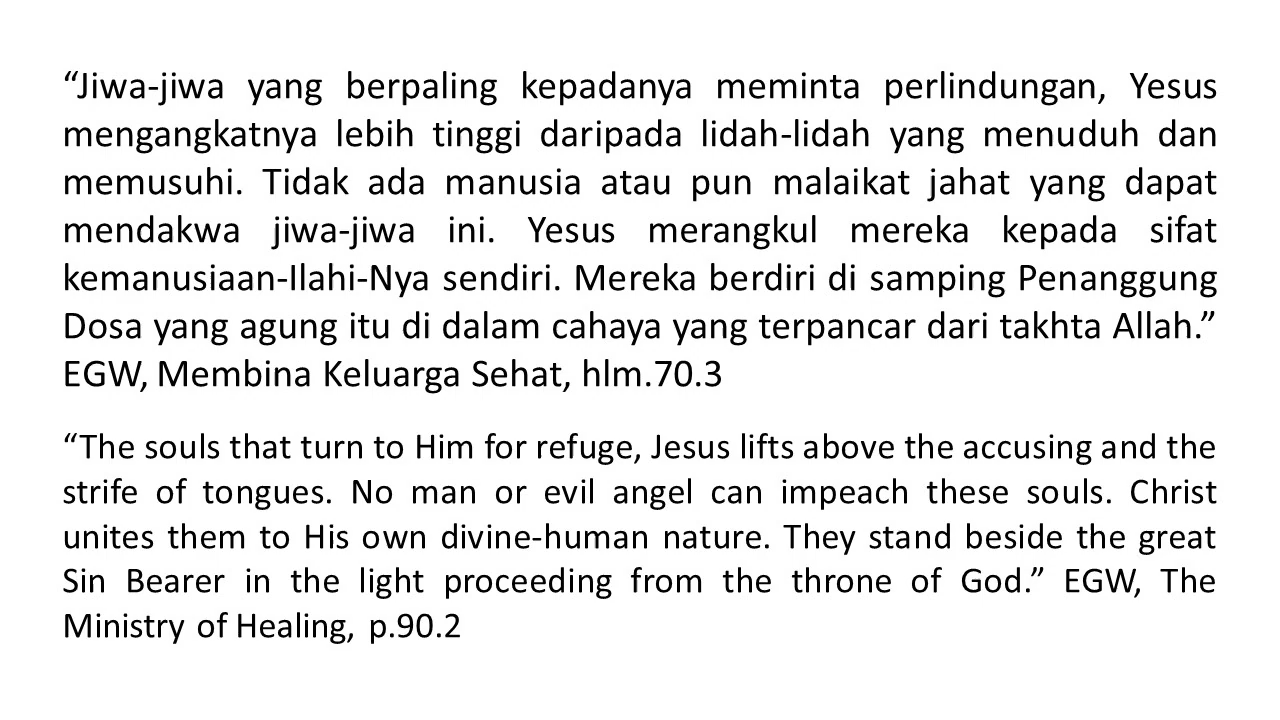 “Jiwa-jiwa yang berpaling kepadanya meminta perlindungan, Yesus
mengangkatnya lebih tinggi daripada lidah-lidah yang menuduh dan
memusuhi. Tidak ada manusia atau pun malaikat jahat yang dapat
mendakwa jiwa-jiwa ini. Yesus merangkul mereka kepada sifat
kemanusiaan-Ilahi-Nya sendiri. Mereka berdiri di samping Penanggung
Dosa yang agung itu di dalam cahaya yang terpancar dari takhta Allah.”
EGW, Membina Keluarga Sehat, hlm.70.3
“The souls that turn to Him for refuge, Jesus lifts above the accusing and the
strife of tongues. No man or evil angel can impeach these souls. Christ
unites them to His own divine-human nature. They stand beside the great
Sin Bearer in the light proceeding from the throne of God.” EGW, The
Ministry of Healing, p.90.2